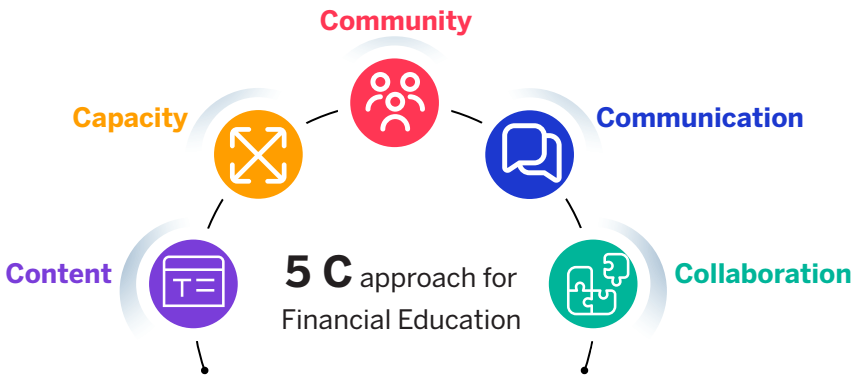 Community
Capacity
Communication
Content
5 C approach for
Financial Education
Collaboration